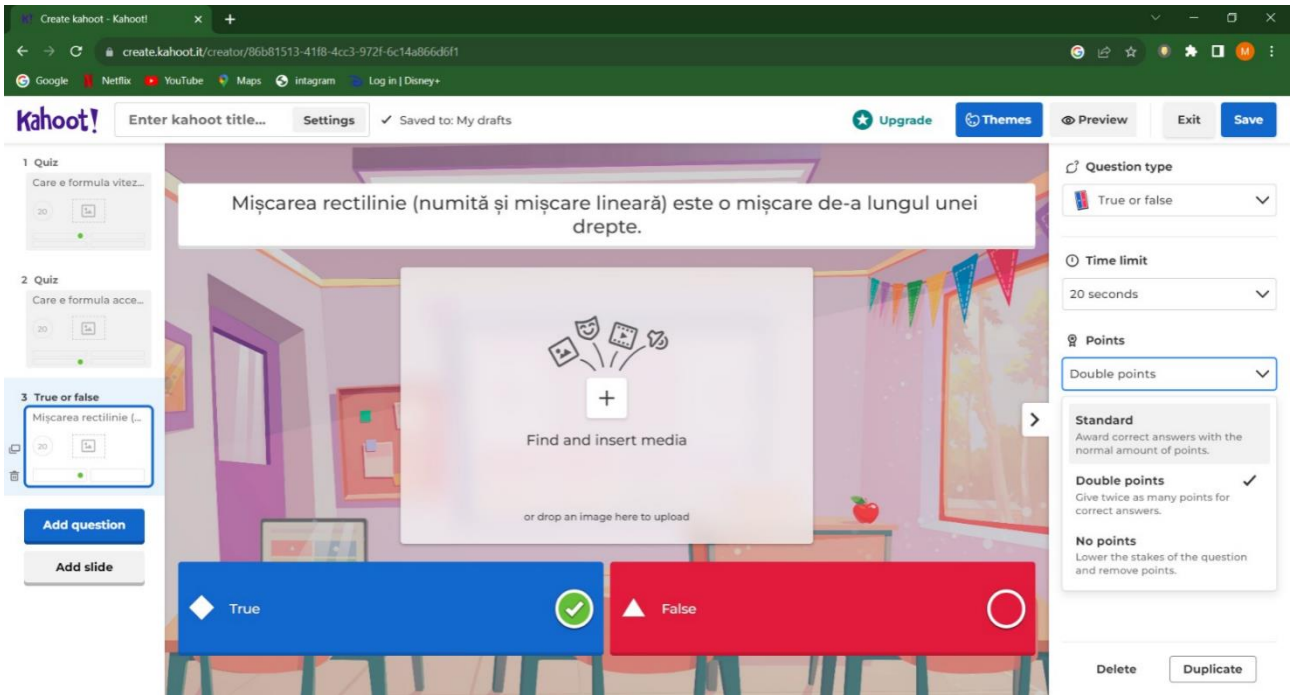 Create kahoot - Kahoot!
create.kahoot.it/creator/86b81513-41f8-4cc3-972f-6c14a866d6f1
M
Google Netflix YouTube Maps intagram Log in | Disney+
Kahoot! Enter kahoot title... Settings Saved to: My drafts Upgrade Themes Preview Exit Save
1 Quiz
Care e formula vitez...
20
2 Quiz
Care e formula acce...
20
3 True or false
Mișcarea rectilinie (...
20
Add question
Add slide
Mișcarea rectilinie (numită și mișcare lineară) este o mișcare de-a lungul unei
drepte.
Find and insert media
or drop an image here to upload
True
False
Question type
True or false
Time limit
20 seconds
Points
Double points
Standard
Award correct answers with the
normal amount of points.
Double points
Give twice as many points for
correct answers.
No points
Lower the stakes of the question
and remove points.
Delete Duplicate